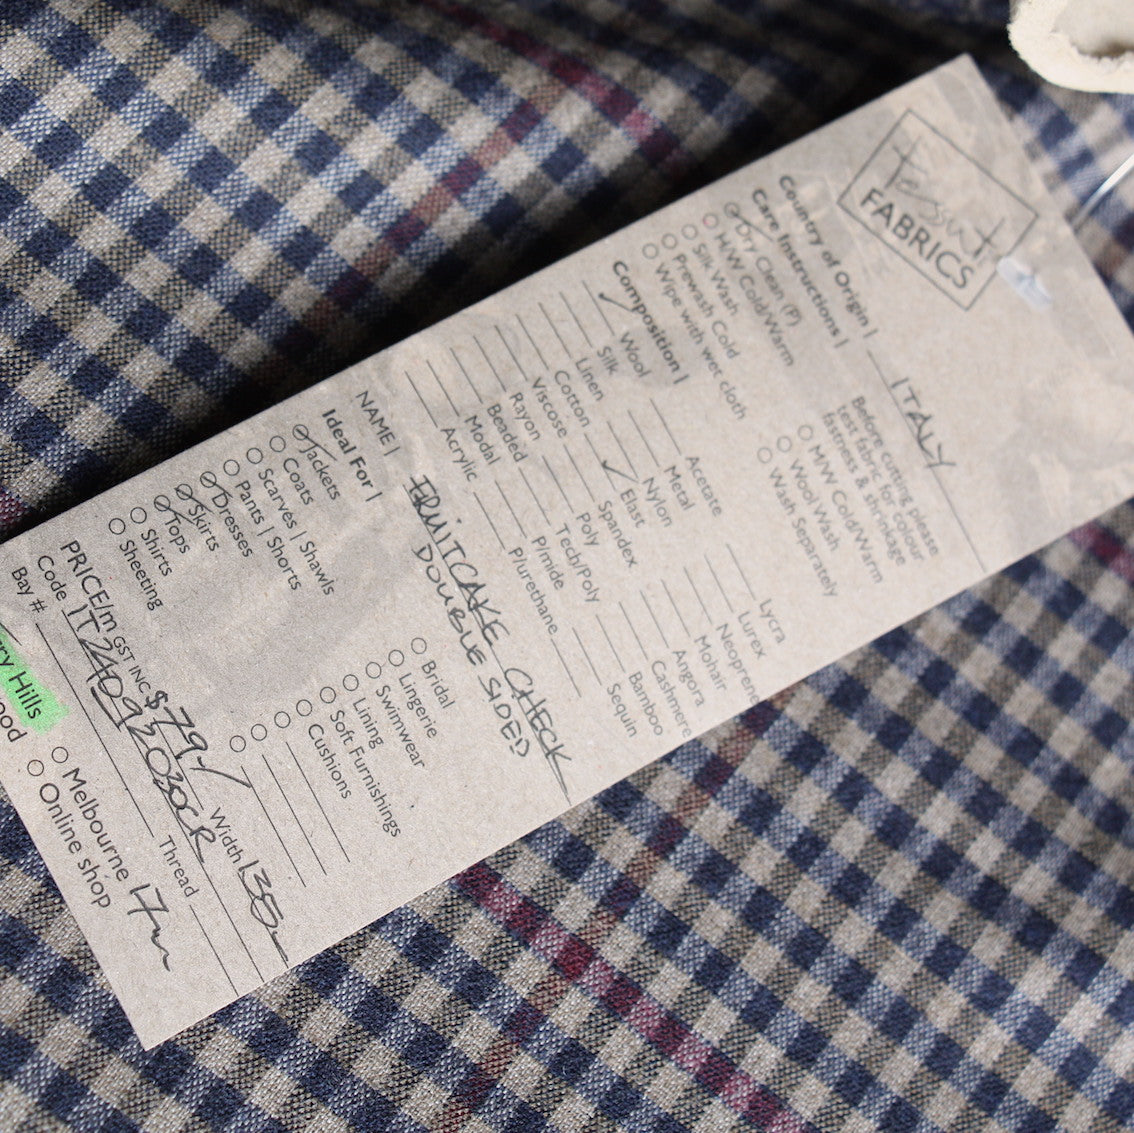 Tessuti
FABRICS
Country of Origin | ITALY
Care Instructions |
Dry Clean (P)
H/W Cold/Warm
Silk Wash
Prewash Cold
Wipe with wet cloth
Before cutting please
test fabric for colour
fastness & shrinkage
M/W Cold/Warm
Wool Wash
Wash Separately
Composition |
Wool
Silk
Linen
Cotton
Viscose
Rayon
Beaded
Modal
Acrylic
Acetate
Metal
Nylon
Elast
Spandex
Poly
Tech/Poly
P/mide
P/urethane
Lycra
Lurex
Neoprene
Mohair
Angora
Cashmere
Bamboo
Sequin
NAME | FRUITCAKE CHECK
DOUBLE SIDED
Ideal For |
Jackets
Coats
Scarves | Shawls
Pants | Shorts
Dresses
Skirts
Tops
Shirts
Sheeting
Bridal
Lingerie
Swimwear
Lining
Soft Furnishings
Cushions
PRICE/m GST INC $79-/ Width 135-
Code
Bay # Thread
ry Hills
Melbourne 17m
Online shop